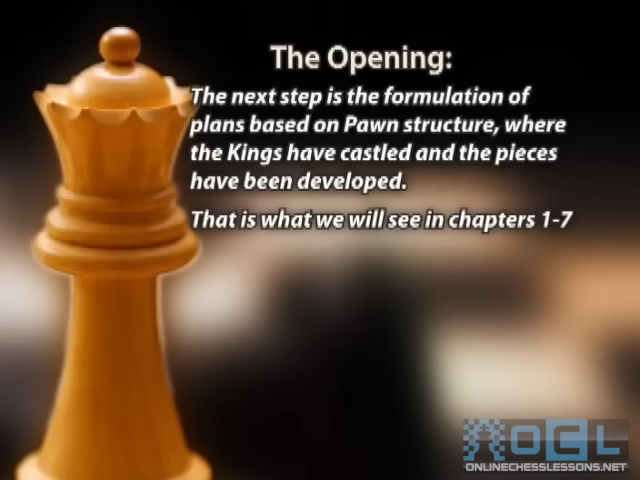 The Opening:
The next step is the formulation of
plans based on Pawn structure, where
the Kings have castled and the pieces
have been developed.
That is what we will see in chapters 1-7
OCL
ONLINECHESSLESSONS.NET